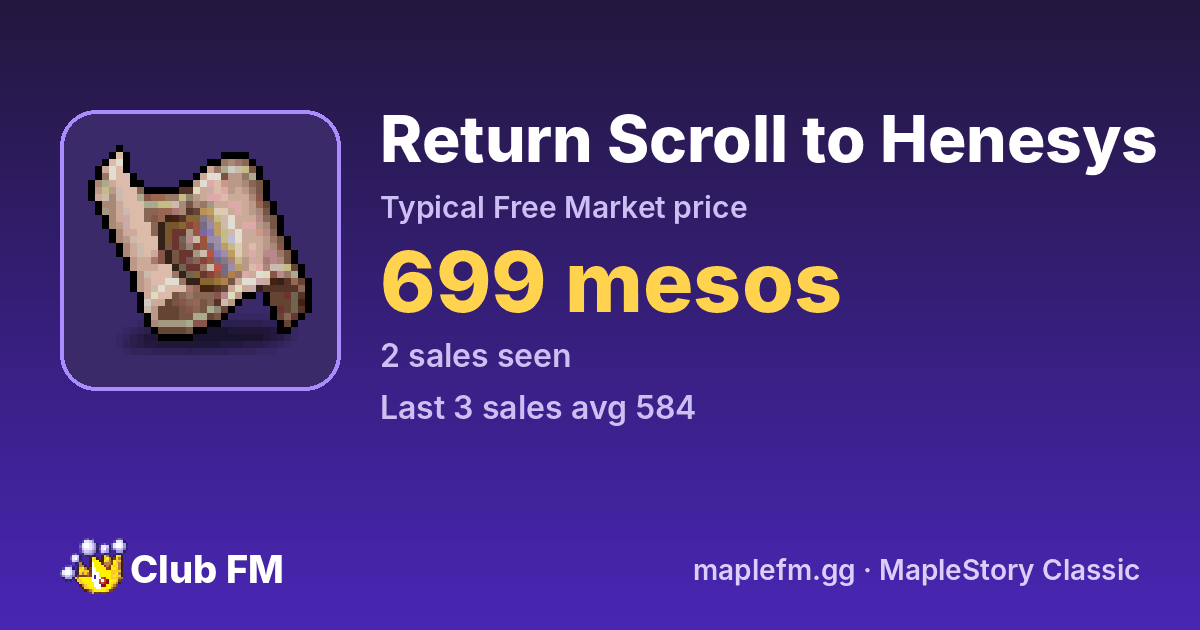 Return Scroll to Henesys
Typical Free Market price
699 mesos
2 sales seen
Last 3 sales avg 584
Club FM
maplefm.gg · MapleStory Classic